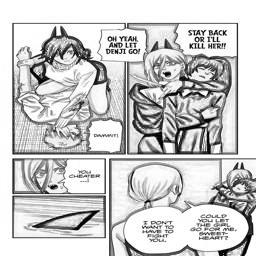 OH YEAH.
AND LET
DENJI GO!
STAY BACK
OR I'LL
KILL HER!!
DAMMIT!
YOU
CHEATER
...!
I DON'T
WANT TO
HAVE TO
FIGHT
YOU.
COULD
YOU LET
THE GIRL
GO FOR ME,
SWEET-
HEART?